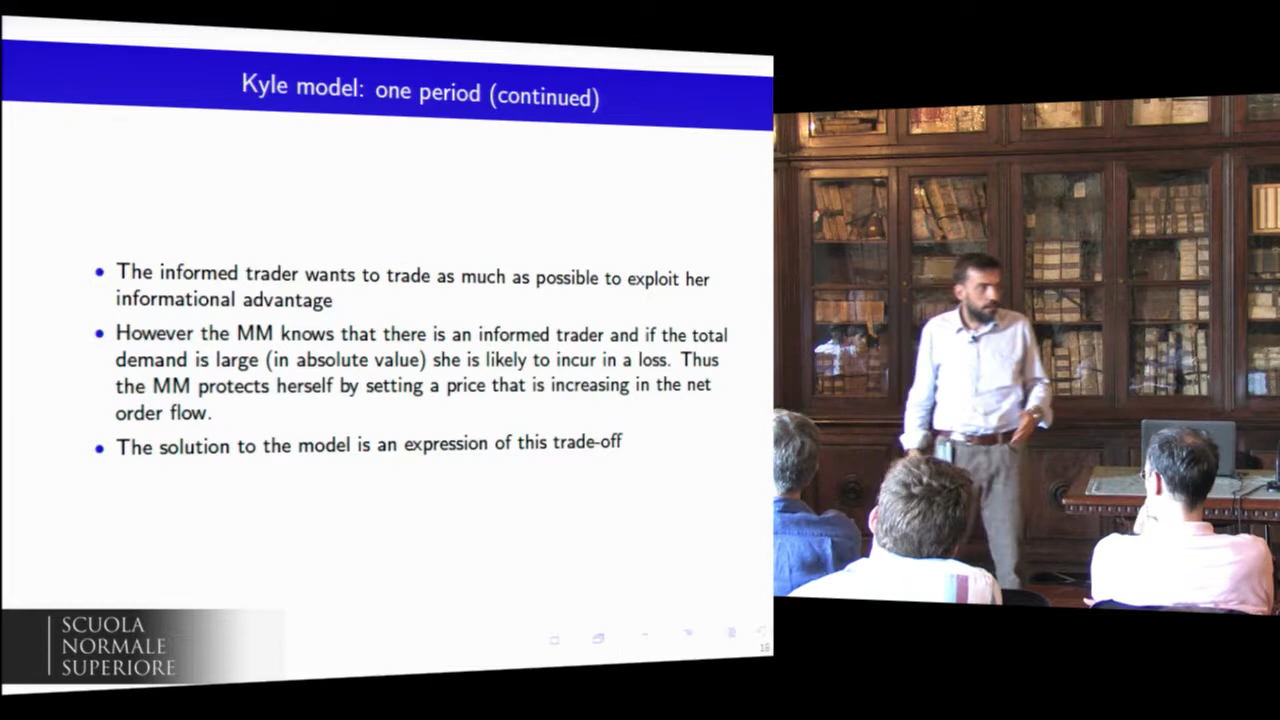 Kyle model: one period (continued)
The informed trader wants to trade as much as possible to exploit her
informational advantage
However the MM knows that there is an informed trader and if the total
demand is large (in absolute value) she is likely to incur in a loss. Thus
the MM protects herself by setting a price that is increasing in the net
order flow.
The solution to the model is an expression of this trade-off
SCUOLA
NORMALE
SUPERIORE